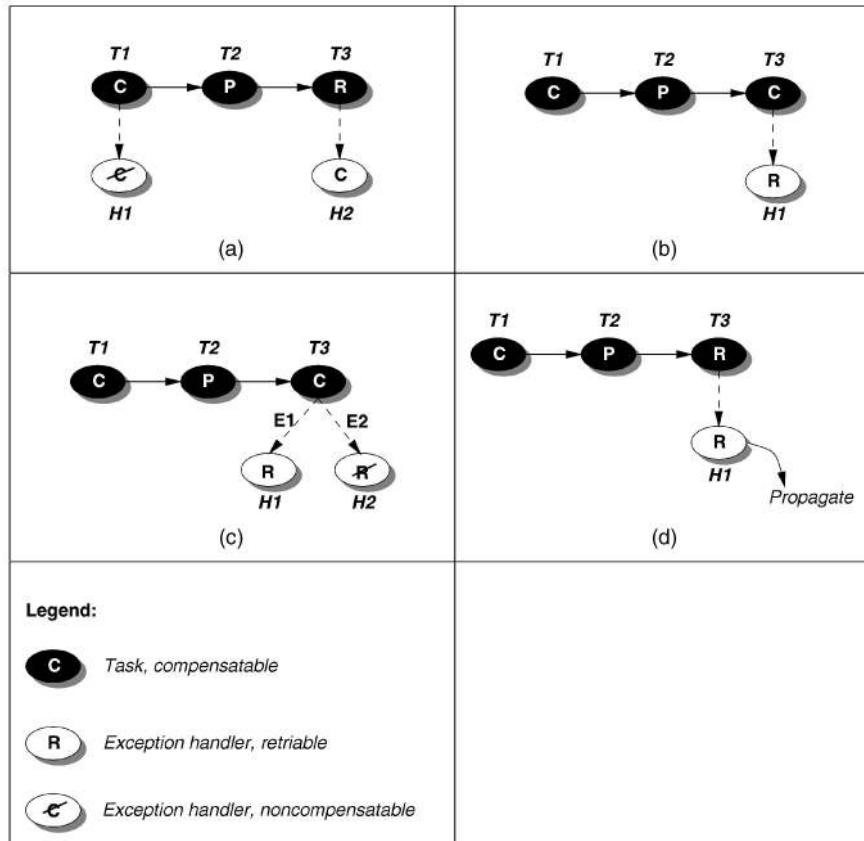 T1 T2 T3
C P R
C C
H1 H2
(a)
T1 T2 T3
C P C
R
H1
(b)
T1 T2 T3
C P C
E1 E2
R R
H1 H2
(c)
T1 T2 T3
C P R
R
H1
Propagate
(d)
Legend:
C Task, compensatable
R Exception handler, retriable
C Exception handler, noncompensatable